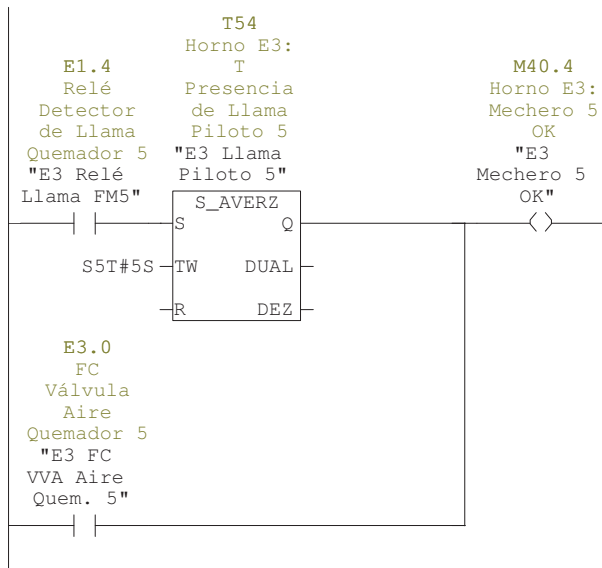 T54
Horno E3:
T
Presencia
de Llama
Piloto 5
"E3 Llama
Piloto 5"
E1.4
Relé
Detector
de Llama
Quemador 5
"E3 Relé
Llama FM5"
M40.4
Horno E3:
Mechero 5
OK
"E3
Mechero 5
OK"
S_AVERZ
S Q
S5T#5S TW DUAL
R DEZ
E3.0
FC
Válvula
Aire
Quemador 5
"E3 FC
VVA Aire
Quem. 5"